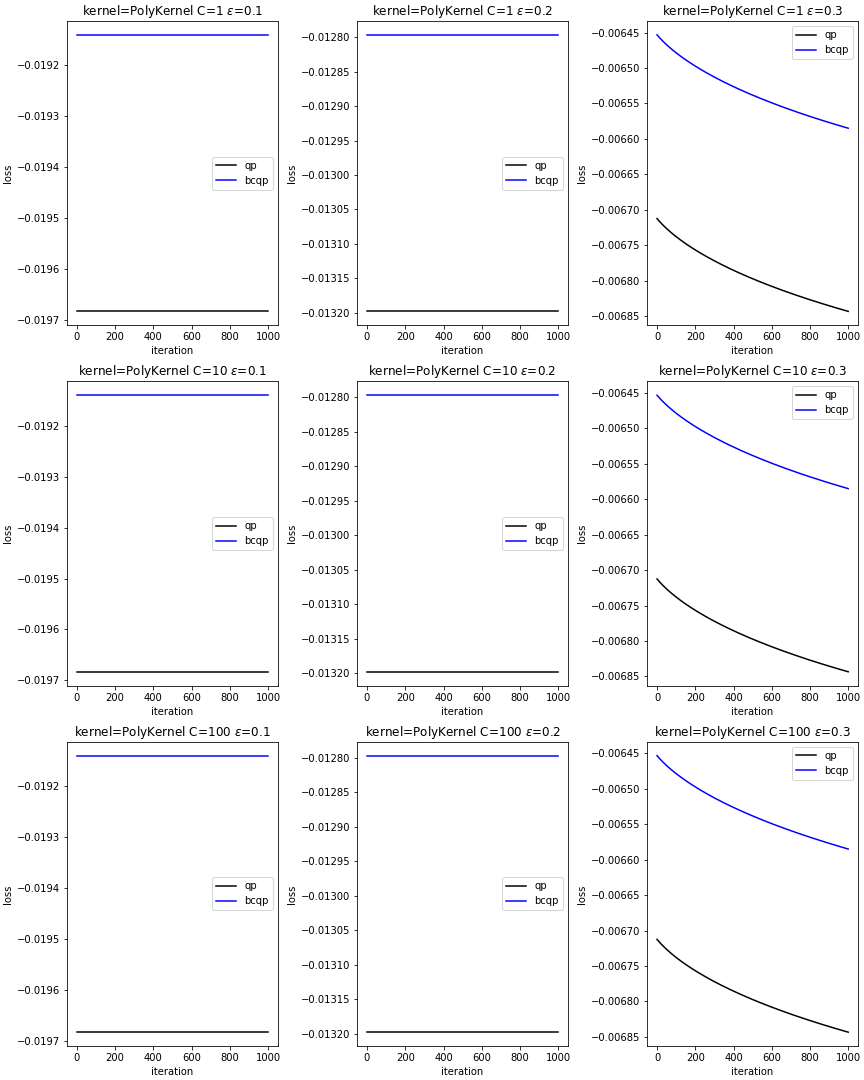 kernel=PolyKernel C=1 ε=0.1
−0.0192
−0.0193
−0.0194
−0.0195
−0.0196
−0.0197
loss
qp
bcqp
0 200 400 600 800 1000
iteration
kernel=PolyKernel C=1 ε=0.2
−0.01280
−0.01285
−0.01290
−0.01295
−0.01300
−0.01305
−0.01310
−0.01315
−0.01320
loss
qp
bcqp
0 200 400 600 800 1000
iteration
kernel=PolyKernel C=1 ε=0.3
−0.00645
−0.00650
−0.00655
−0.00660
−0.00665
−0.00670
−0.00675
−0.00680
−0.00685
loss
qp
bcqp
0 200 400 600 800 1000
iteration
kernel=PolyKernel C=10 ε=0.1
−0.0192
−0.0193
−0.0194
−0.0195
−0.0196
−0.0197
loss
qp
bcqp
0 200 400 600 800 1000
iteration
kernel=PolyKernel C=10 ε=0.2
−0.01280
−0.01285
−0.01290
−0.01295
−0.01300
−0.01305
−0.01310
−0.01315
−0.01320
loss
qp
bcqp
0 200 400 600 800 1000
iteration
kernel=PolyKernel C=10 ε=0.3
−0.00645
−0.00650
−0.00655
−0.00660
−0.00665
−0.00670
−0.00675
−0.00680
−0.00685
loss
qp
bcqp
0 200 400 600 800 1000
iteration
kernel=PolyKernel C=100 ε=0.1
−0.0192
−0.0193
−0.0194
−0.0195
−0.0196
−0.0197
loss
qp
bcqp
0 200 400 600 800 1000
iteration
kernel=PolyKernel C=100 ε=0.2
−0.01280
−0.01285
−0.01290
−0.01295
−0.01300
−0.01305
−0.01310
−0.01315
−0.01320
loss
qp
bcqp
0 200 400 600 800 1000
iteration
kernel=PolyKernel C=100 ε=0.3
−0.00645
−0.00650
−0.00655
−0.00660
−0.00665
−0.00670
−0.00675
−0.00680
−0.00685
loss
qp
bcqp
0 200 400 600 800 1000
iteration